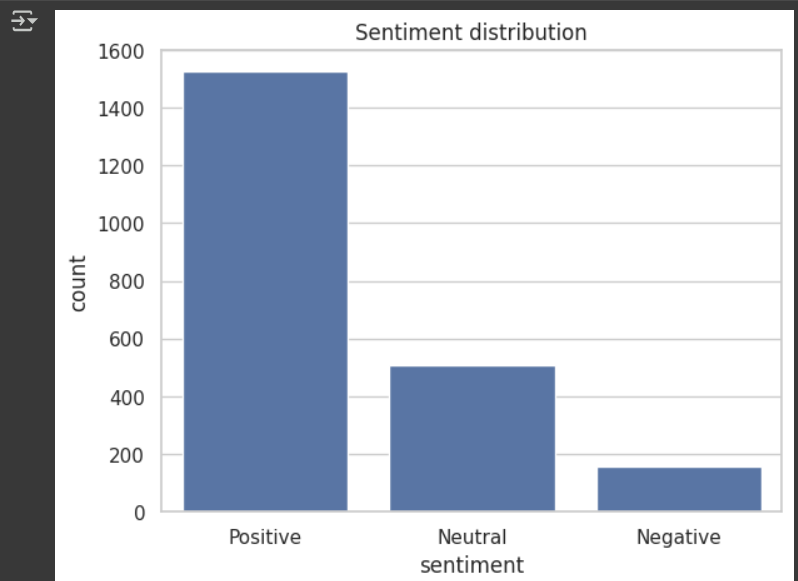 Sentiment distribution
1600
1400
1200
1000
800
600
400
200
0
count
Positive Neutral Negative
sentiment